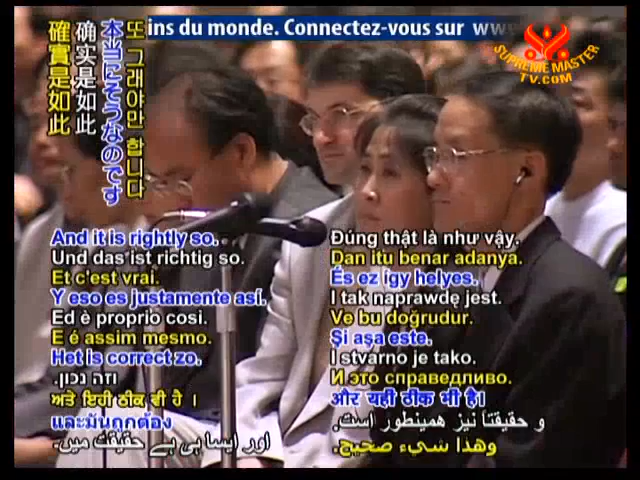 ins du monde. Connectez-vous sur www
SUPREME MASTER
TV.COM
또 그래야만 합니다
本当にそうなのです
确实是如此
確實是如此
And it is rightly so.
Und das ist richtig so.
Et c'est vrai.
Y eso es justamente así.
Ed è proprio cosi.
E é assim mesmo.
Het is correct zo.
וזה נכון.
ਅਤੇ ਇਹੀ ਠੀਕ ਵੀ ਹੈ ।
และมันถูกต้อง
اور ایسا ہی ہے حقیقت میں.
Đúng thật là như vậy.
Dan itu benar adanya.
És ez így helyes.
I tak naprawdę jest.
Ve bu doğrudur.
Şi aşa este.
I stvarno je tako.
И это справедливо.
और यही ठीक भी है।
و حقیقتاً نیز همینطور است.
وهذا شيء صحيح.